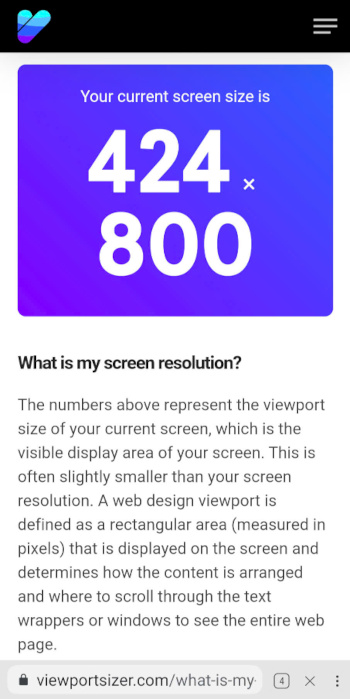 Your current screen size is
424 ×
800
What is my screen resolution?
The numbers above represent the viewport
size of your current screen, which is the
visible display area of your screen. This is
often slightly smaller than your screen
resolution. A web design viewport is
defined as a rectangular area (measured in
pixels) that is displayed on the screen and
determines how the content is arranged
and where to scroll through the text
wrappers or windows to see the entire web
page.
viewportsizer.com/what-is-my- 4